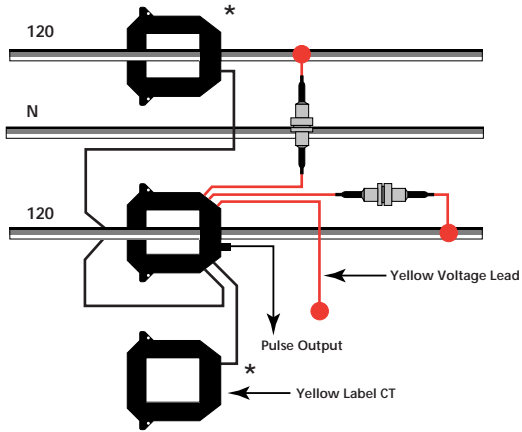 *
120
N
120
Yellow Voltage Lead
Pulse Output
*
Yellow Label CT